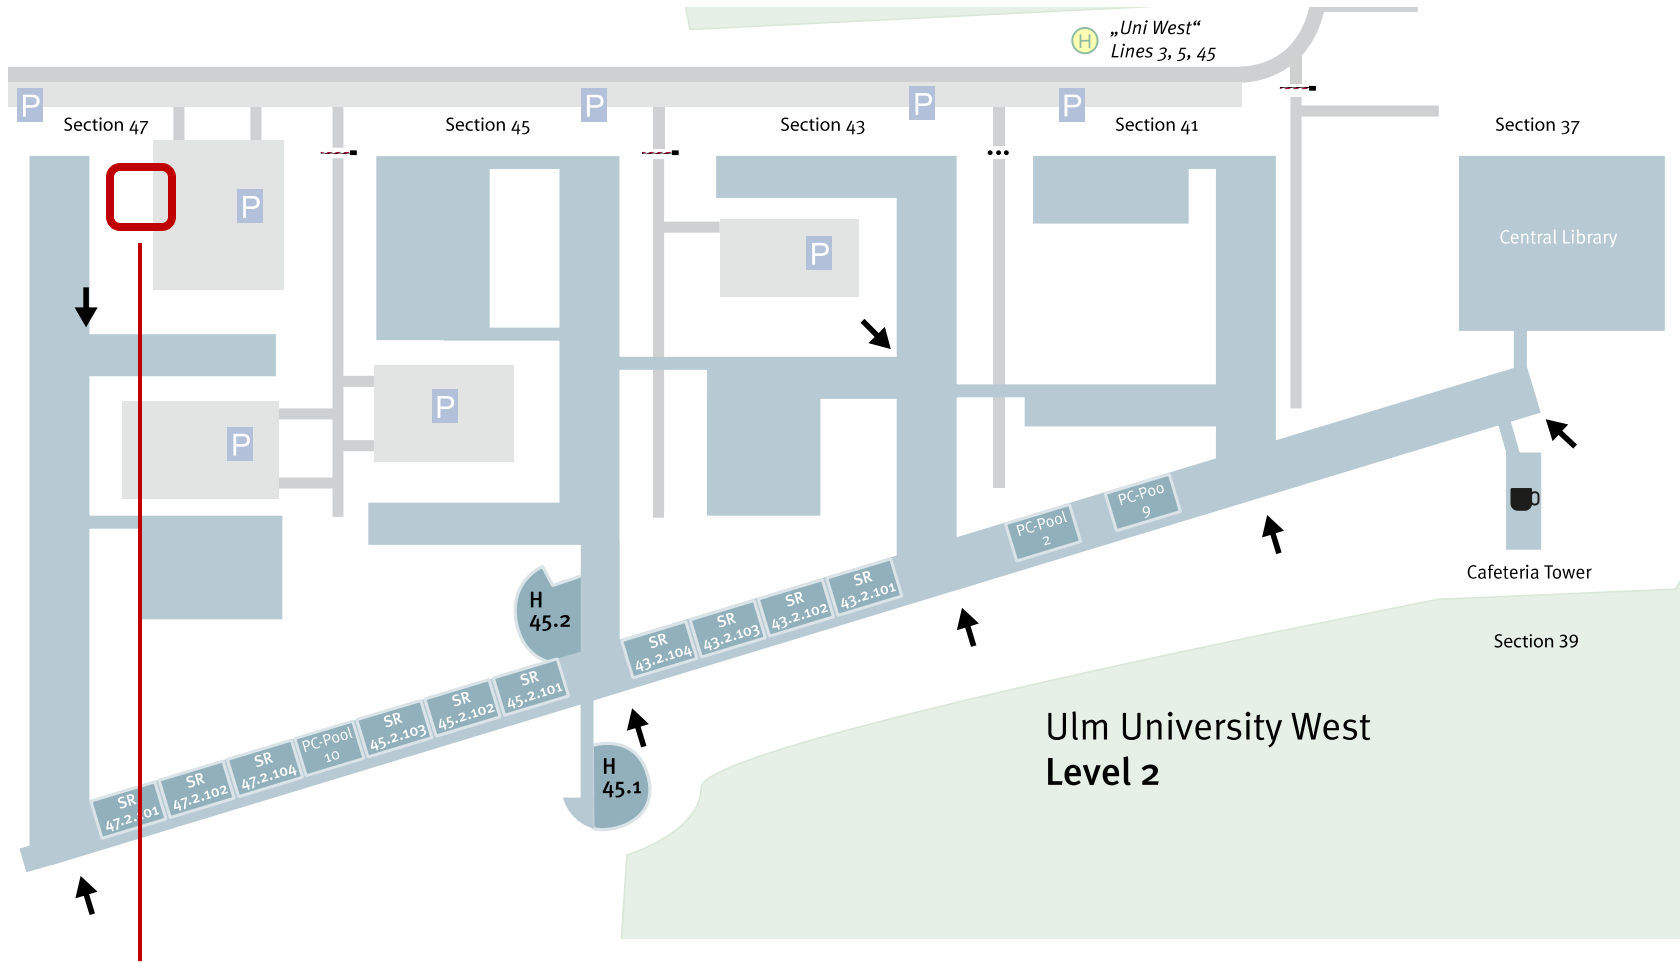 „Uni West“
Lines 3, 5, 45
P
P
P
P
Section 47
Section 45
Section 43
Section 41
Section 37
P
P
Central Library
P
P
PC-Pool
2
PC-Poo
9
Cafeteria Tower
H
45.2
SR
43.2.104
SR
43.2.103
SR
43.2.102
SR
43.2.101
Section 39
SR
47.2.101
SR
47.2.102
SR
47.2.104
PC-Pool
10
SR
45.2.103
SR
45.2.102
SR
45.2.101
H
45.1
Ulm University West
Level 2
H